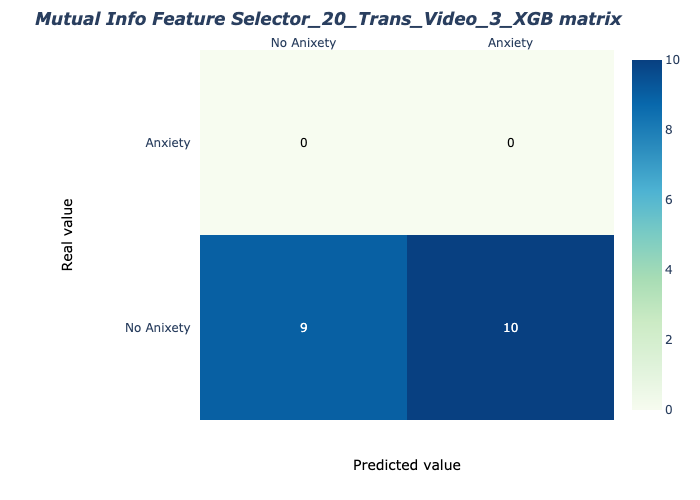 Mutual Info Feature Selector_20_Trans_Video_3_XGB matrix
No Anixety Anxiety
10
Anxiety 0 0
8
6
Real value
4
No Anixety 9 10
2
0
Predicted value